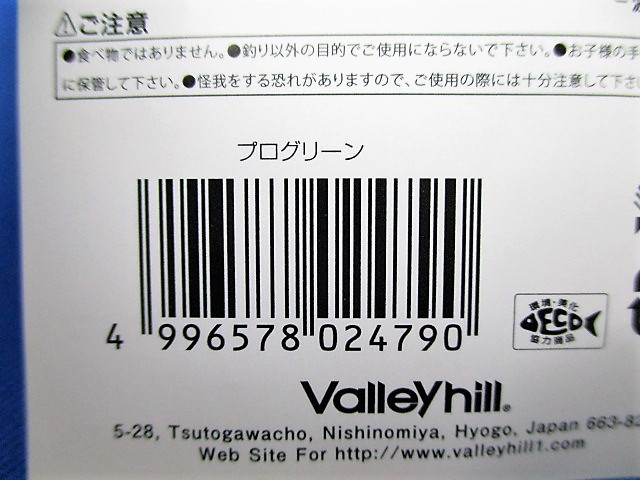 ⚠ご注意
●食べ物ではありません。●釣り以外の目的でご使用にならないで下さい。●お子様の手
に保管して下さい。●怪我をする恐れがありますので、ご使用の際には十分注意して下さい
プログリーン
4 996578 024790
環境・美化
ECO
協力商品
Valleyhill®
5-28, Tsutogawacho, Nishinomiya, Hyogo, Japan 663-82
Web Site For http://www.valleyhill1.com